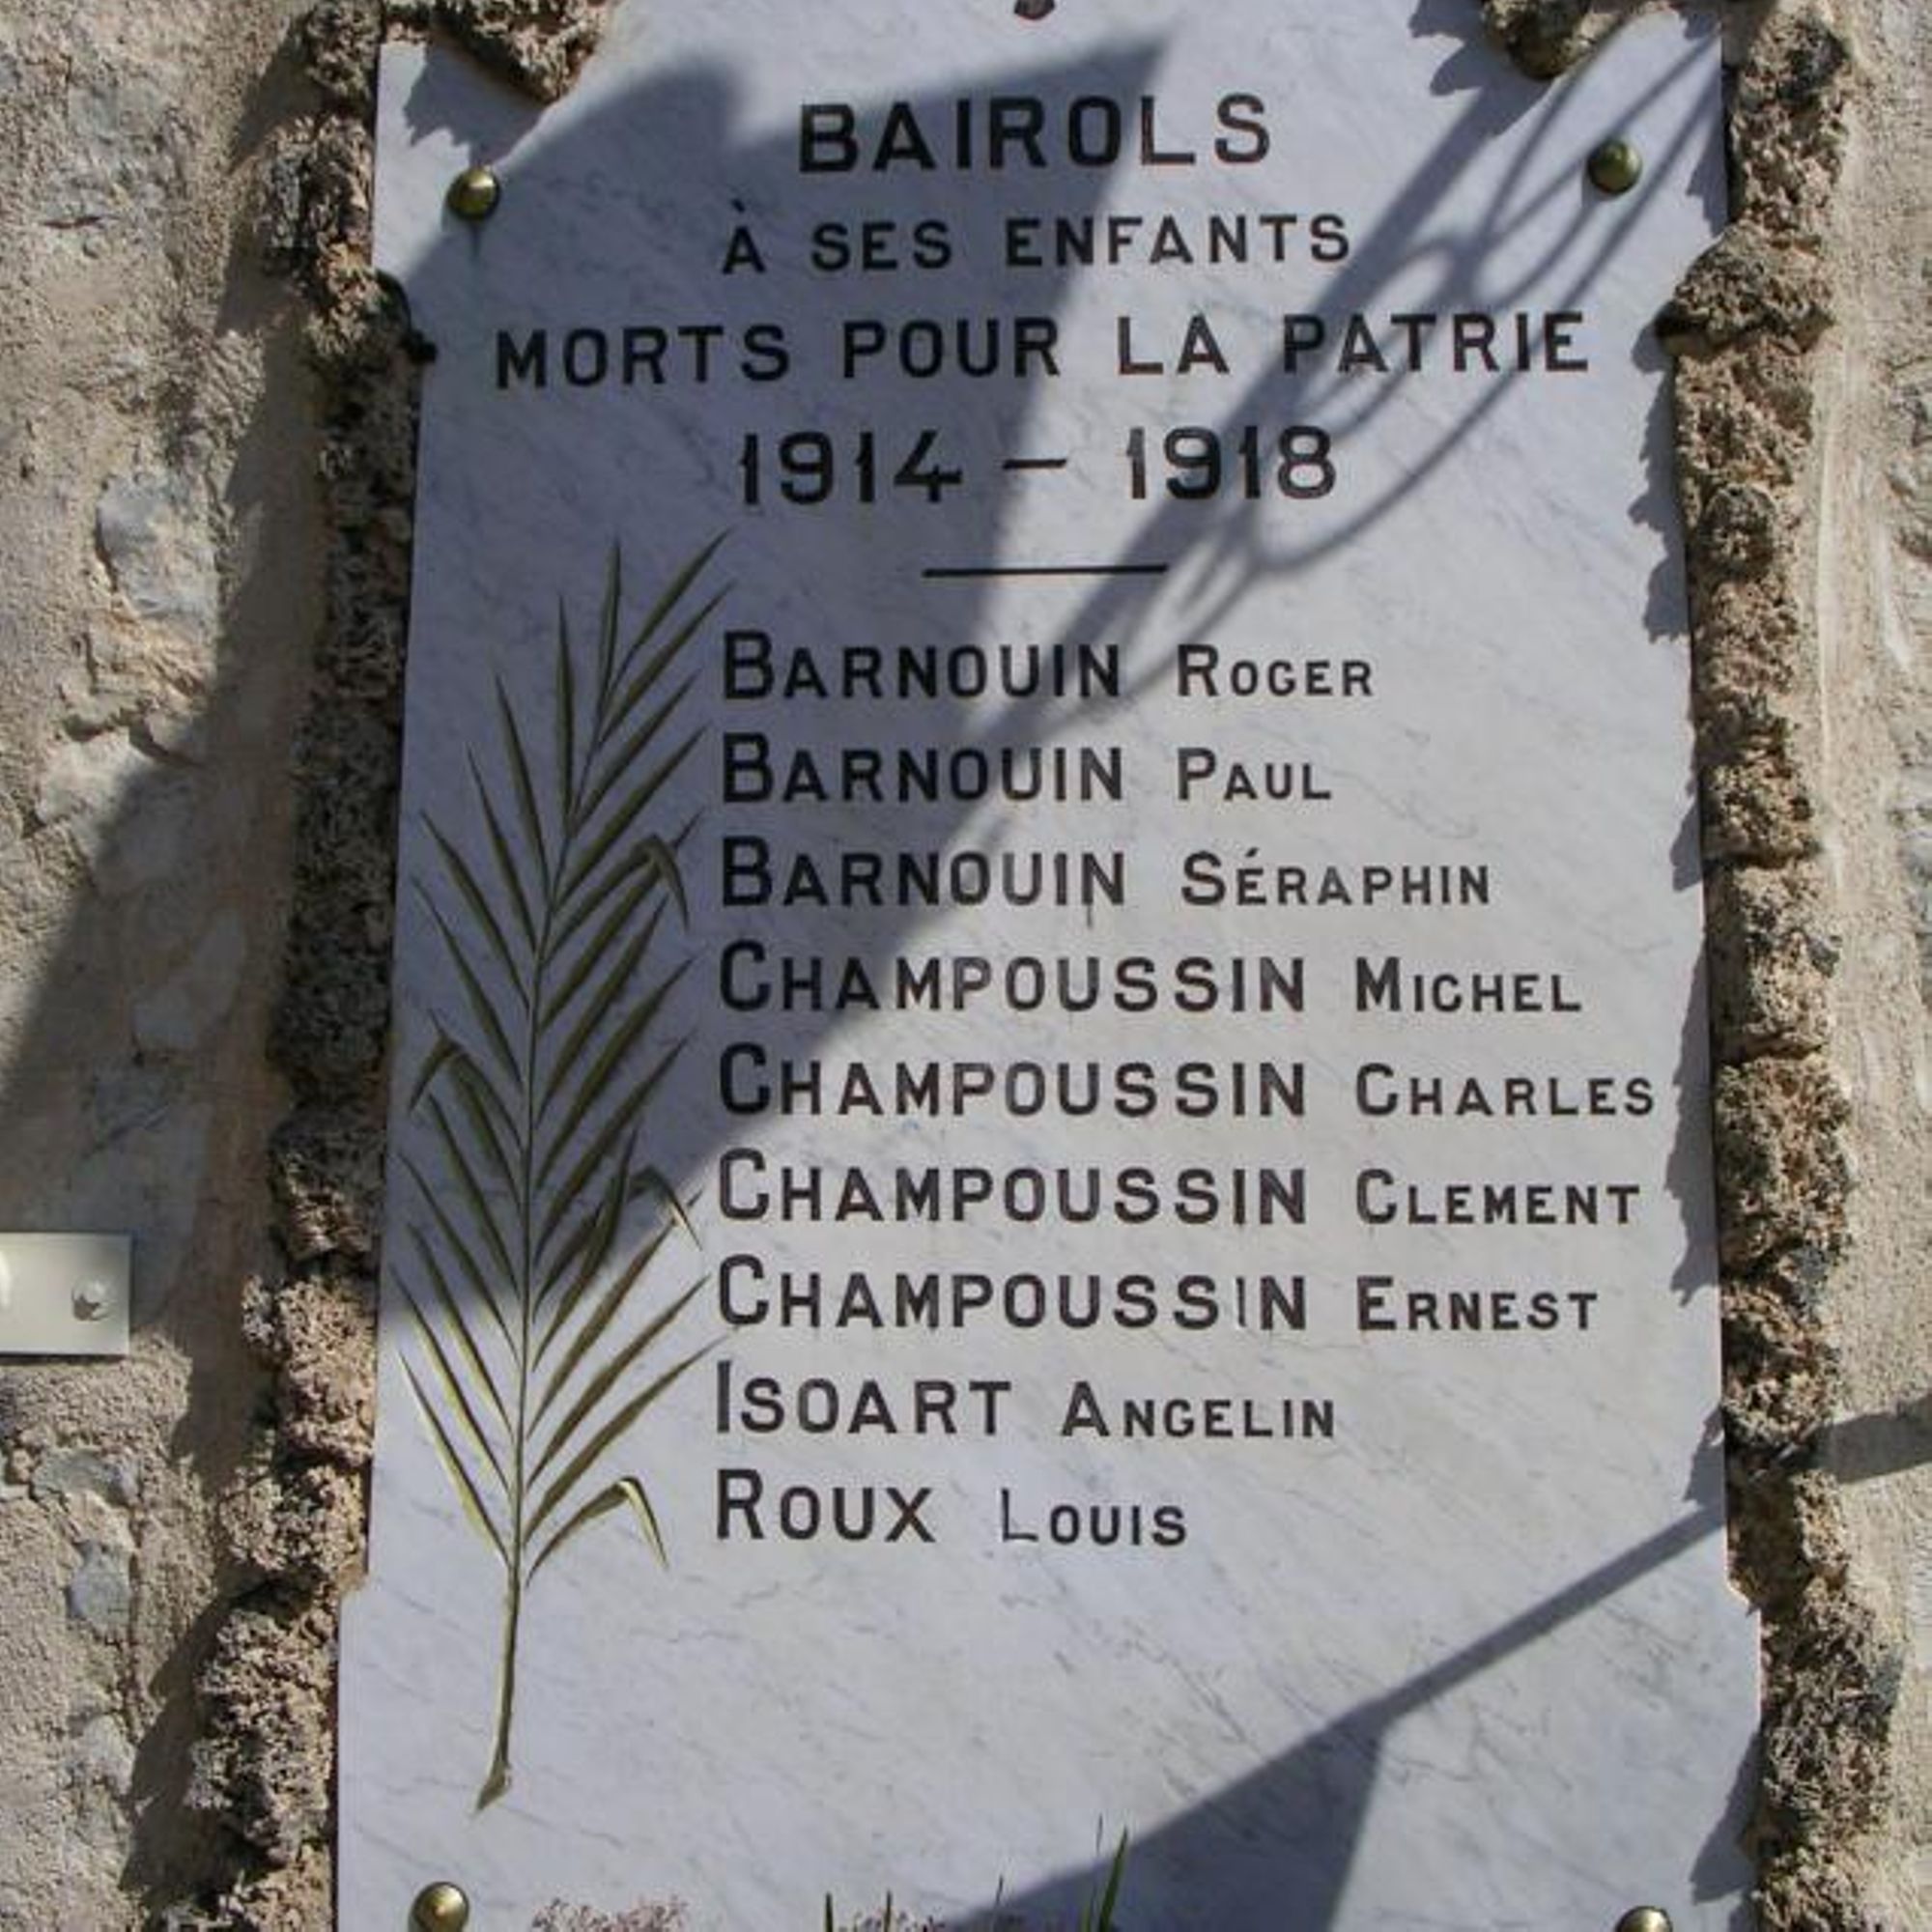 BAIROLS
À SES ENFANTS
MORTS POUR LA PATRIE
1914 - 1918
BARNOUIN ROGER
BARNOUIN PAUL
BARNOUIN SÉRAPHIN
CHAMPOUSSIN MICHEL
CHAMPOUSSIN CHARLES
CHAMPOUSSIN CLEMENT
CHAMPOUSSIN ERNEST
ISOART ANGELIN
ROUX LOUIS